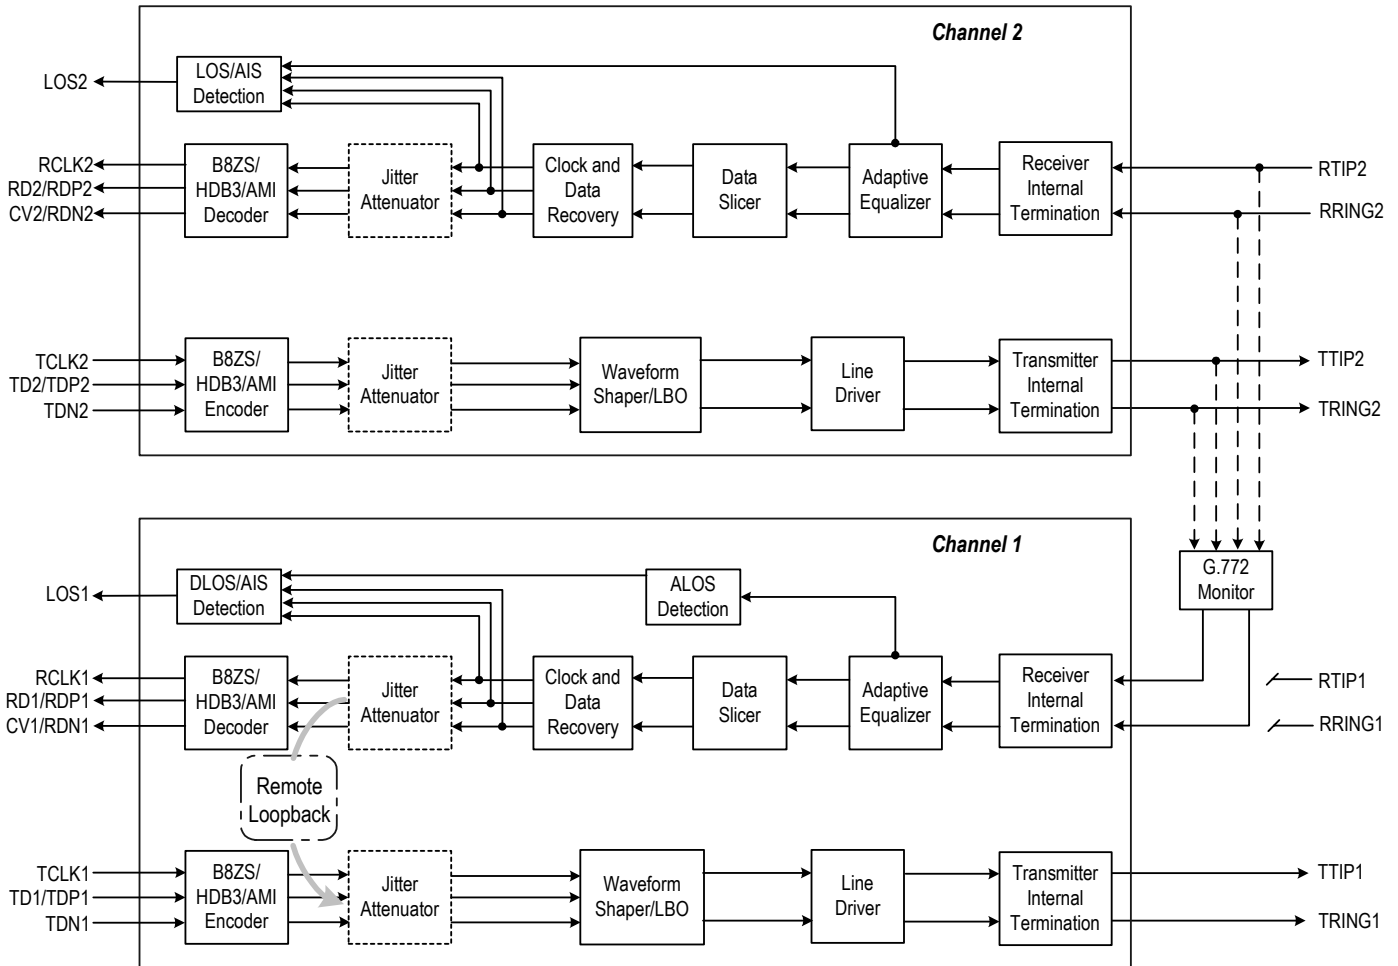 Channel 2
LOS2
LOS/AIS
Detection
RCLK2
RD2/RDP2
CV2/RDN2
B8ZS/
HDB3/AMI
Decoder
Jitter
Attenuator
Clock and
Data
Recovery
Data
Slicer
Adaptive
Equalizer
Receiver
Internal
Termination
RTIP2
RRING2
TCLK2
TD2/TDP2
TDN2
B8ZS/
HDB3/AMI
Encoder
Jitter
Attenuator
Waveform
Shaper/LBO
Line
Driver
Transmitter
Internal
Termination
TTIP2
TRING2
Channel 1
G.772
Monitor
LOS1
DLOS/AIS
Detection
ALOS
Detection
RCLK1
RD1/RDP1
CV1/RDN1
B8ZS/
HDB3/AMI
Decoder
Jitter
Attenuator
Clock and
Data
Recovery
Data
Slicer
Adaptive
Equalizer
Receiver
Internal
Termination
RTIP1
RRING1
Remote
Loopback
TCLK1
TD1/TDP1
TDN1
B8ZS/
HDB3/AMI
Encoder
Jitter
Attenuator
Waveform
Shaper/LBO
Line
Driver
Transmitter
Internal
Termination
TTIP1
TRING1